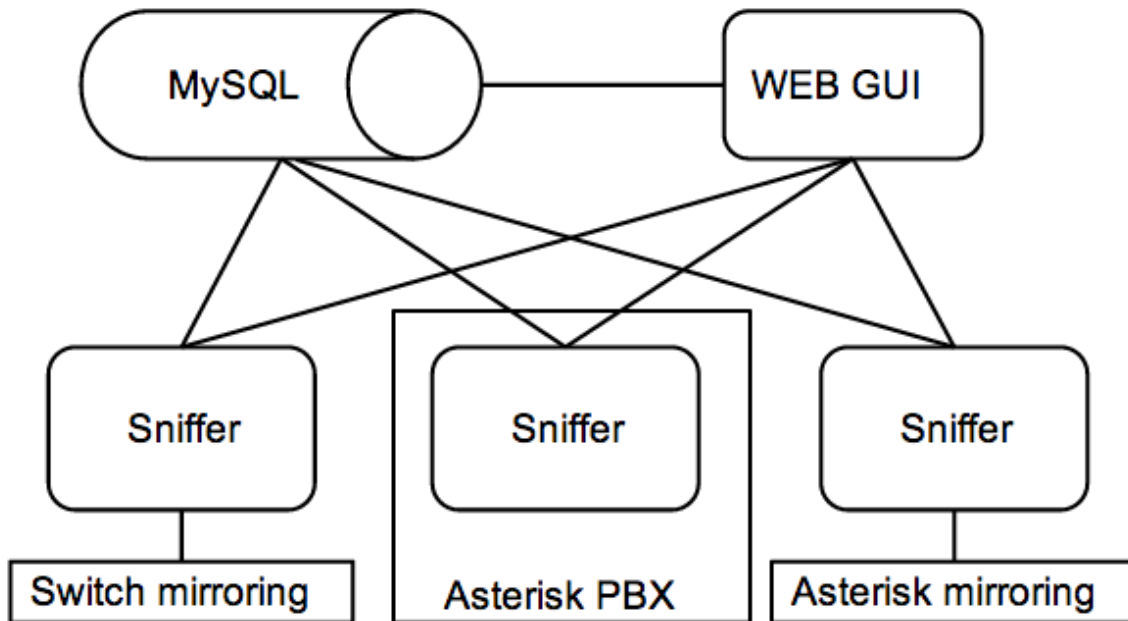 MySQL
WEB GUI
Sniffer
Sniffer
Sniffer
Switch mirroring
Asterisk PBX
Asterisk mirroring